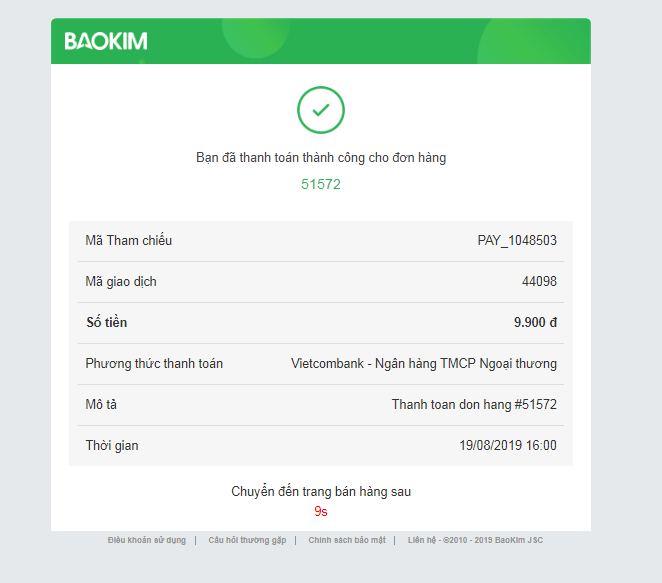 BAOKIM
Bạn đã thanh toán thành công cho đơn hàng
51572
Mã Tham chiếu PAY_1048503
Mã giao dịch 44098
Số tiền 9.900 đ
Phương thức thanh toán Vietcombank - Ngân hàng TMCP Ngoại thương
Mô tả Thanh toan don hang #51572
Thời gian 19/08/2019 16:00
Chuyển đến trang bán hàng sau
9s
Điều khoản sử dụng | Câu hỏi thường gặp | Chính sách bảo mật | Liên hệ - ©2010 - 2019 BaoKim JSC